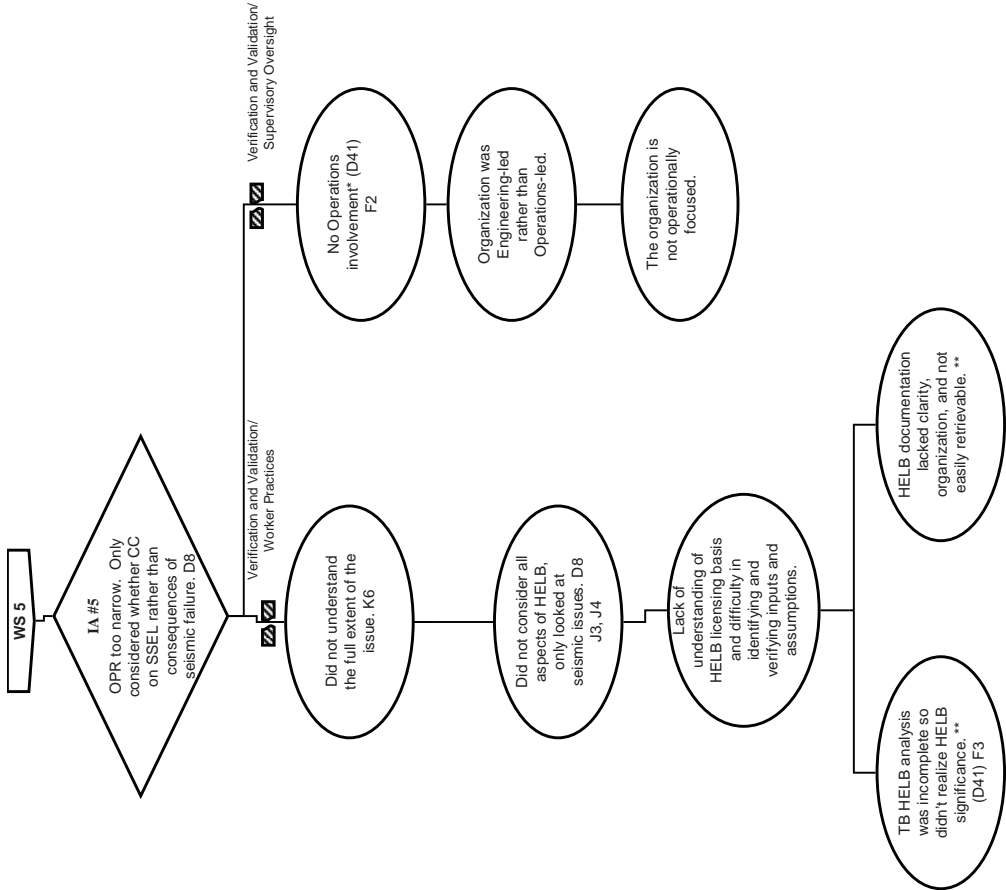 WS 5
IA #5
OPR too narrow. Only
considered whether CC
on SSEL rather than
consequences of
seismic failure. D8
Verification and Validation/
Worker Practices
Did not understand
the full extent of the
issue. K6
Did not consider all
aspects of HELB,
only looked at
seismic issues. D8
J3, J4
Lack of
understanding of
HELB licensing basis
and difficulty in
identifying and
verifying inputs and
assumptions.
TB HELB analysis
was incomplete so
didn't realize HELB
significance. **
(D41) F3
HELB documentation
lacked clarity,
organization, and not
easily retrievable. **
Verification and Validation/
Supervisory Oversight
No Operations
involvement* (D41)
F2
Organization was
Engineering-led
rather than
Operations-led.
The organization is
not operationally
focused.